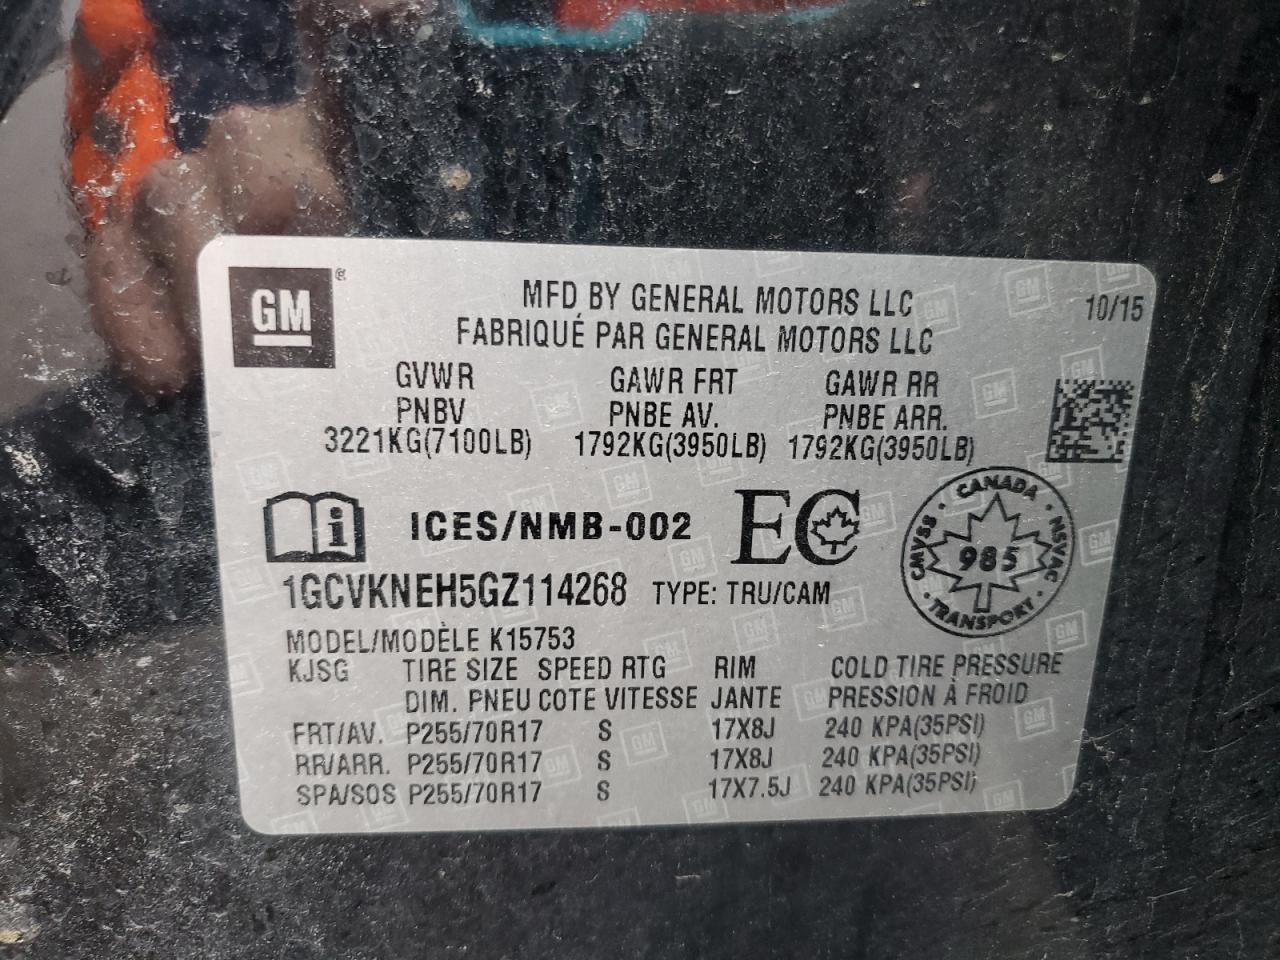 GM ®
MFD BY GENERAL MOTORS LLC 10/15
FABRIQUÉ PAR GENERAL MOTORS LLC
GVWR GAWR FRT GAWR RR
PNBV PNBE AV. PNBE ARR.
3221KG(7100LB) 1792KG(3950LB) 1792KG(3950LB)
i ICES/NMB-002 EC
CANADA
CMVSS 985 NSVAC
TRANSPORT
1GCVKNEH5GZ114268 TYPE: TRU/CAM
MODEL/MODÈLE K15753
KJSG TIRE SIZE SPEED RTG RIM COLD TIRE PRESSURE
DIM. PNEU COTE VITESSE JANTE PRESSION À FROID
FRT/AV. P255/70R17 S 17X8J 240 KPA(35PSI)
RR/ARR. P255/70R17 S 17X8J 240 KPA(35PSI)
SPA/SOS P255/70R17 S 17X7.5J 240 KPA(35PSI)